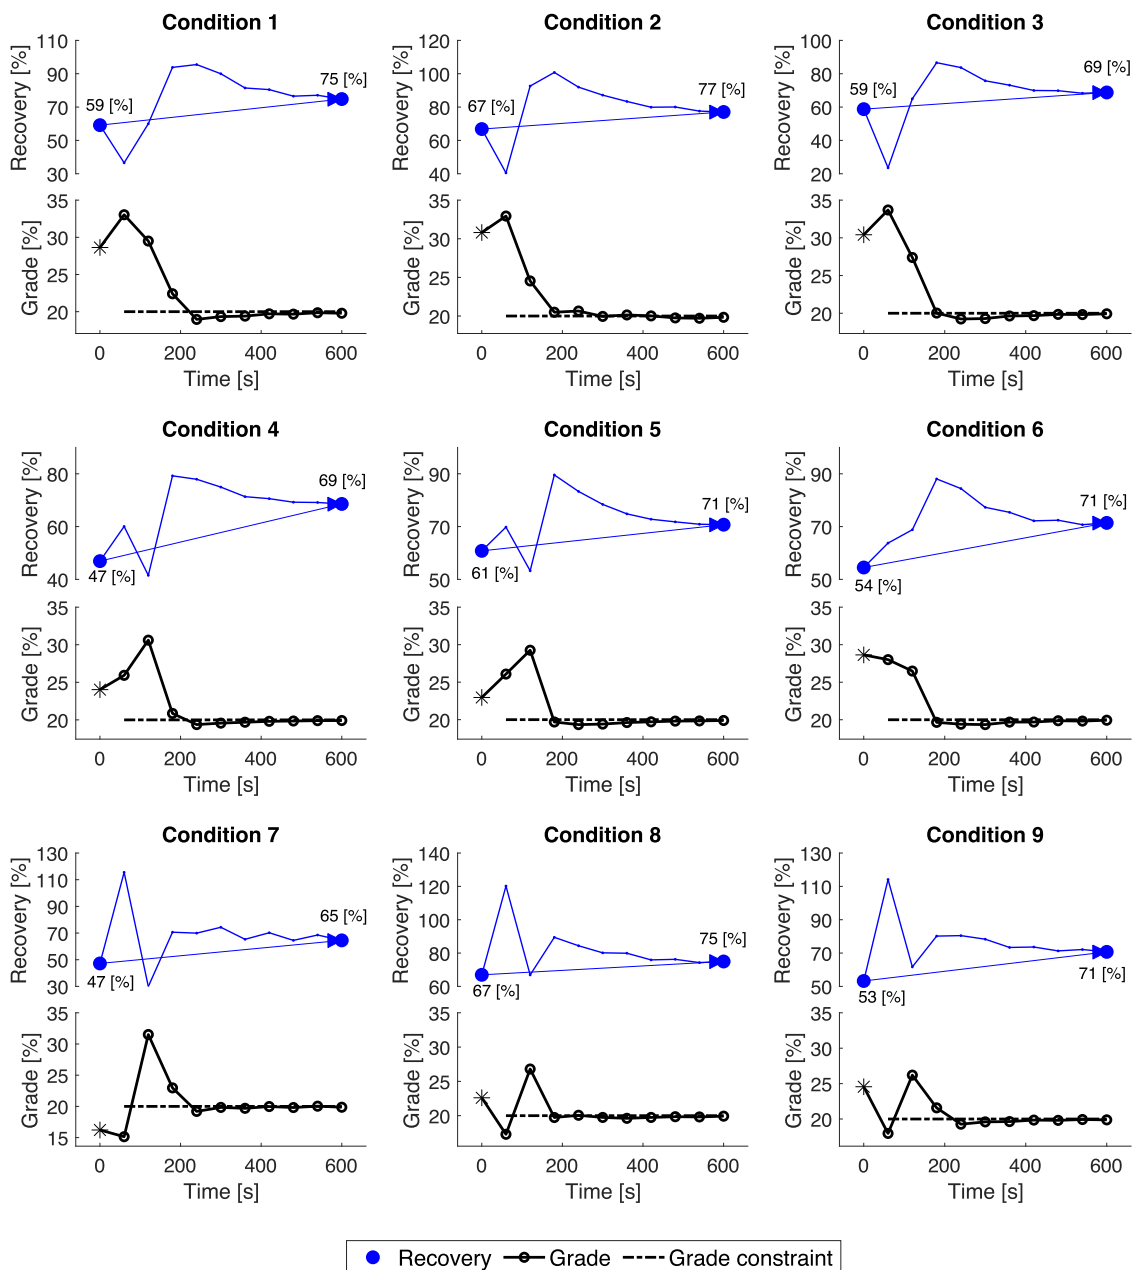 Condition 1
Recovery [%]
110
90
70
50
30
59 [%]
75 [%]
Grade [%]
35
30
25
20
0 200 400 600
Time [s]
Condition 2
Recovery [%]
120
100
80
60
40
67 [%]
77 [%]
Grade [%]
35
30
25
20
0 200 400 600
Time [s]
Condition 3
Recovery [%]
100
80
60
40
20
59 [%]
69 [%]
Grade [%]
35
30
25
20
0 200 400 600
Time [s]
Condition 4
Recovery [%]
80
60
40
47 [%]
69 [%]
Grade [%]
35
30
25
20
0 200 400 600
Time [s]
Condition 5
Recovery [%]
90
70
50
61 [%]
71 [%]
Grade [%]
35
30
25
20
0 200 400 600
Time [s]
Condition 6
Recovery [%]
90
70
50
54 [%]
71 [%]
Grade [%]
35
30
25
20
0 200 400 600
Time [s]
Condition 7
Recovery [%]
130
110
90
70
50
30
47 [%]
65 [%]
Grade [%]
35
30
25
20
15
0 200 400 600
Time [s]
Condition 8
Recovery [%]
140
120
100
80
60
67 [%]
75 [%]
Grade [%]
35
30
25
20
0 200 400 600
Time [s]
Condition 9
Recovery [%]
130
110
90
70
50
53 [%]
71 [%]
Grade [%]
35
30
25
20
0 200 400 600
Time [s]
Recovery Grade Grade constraint